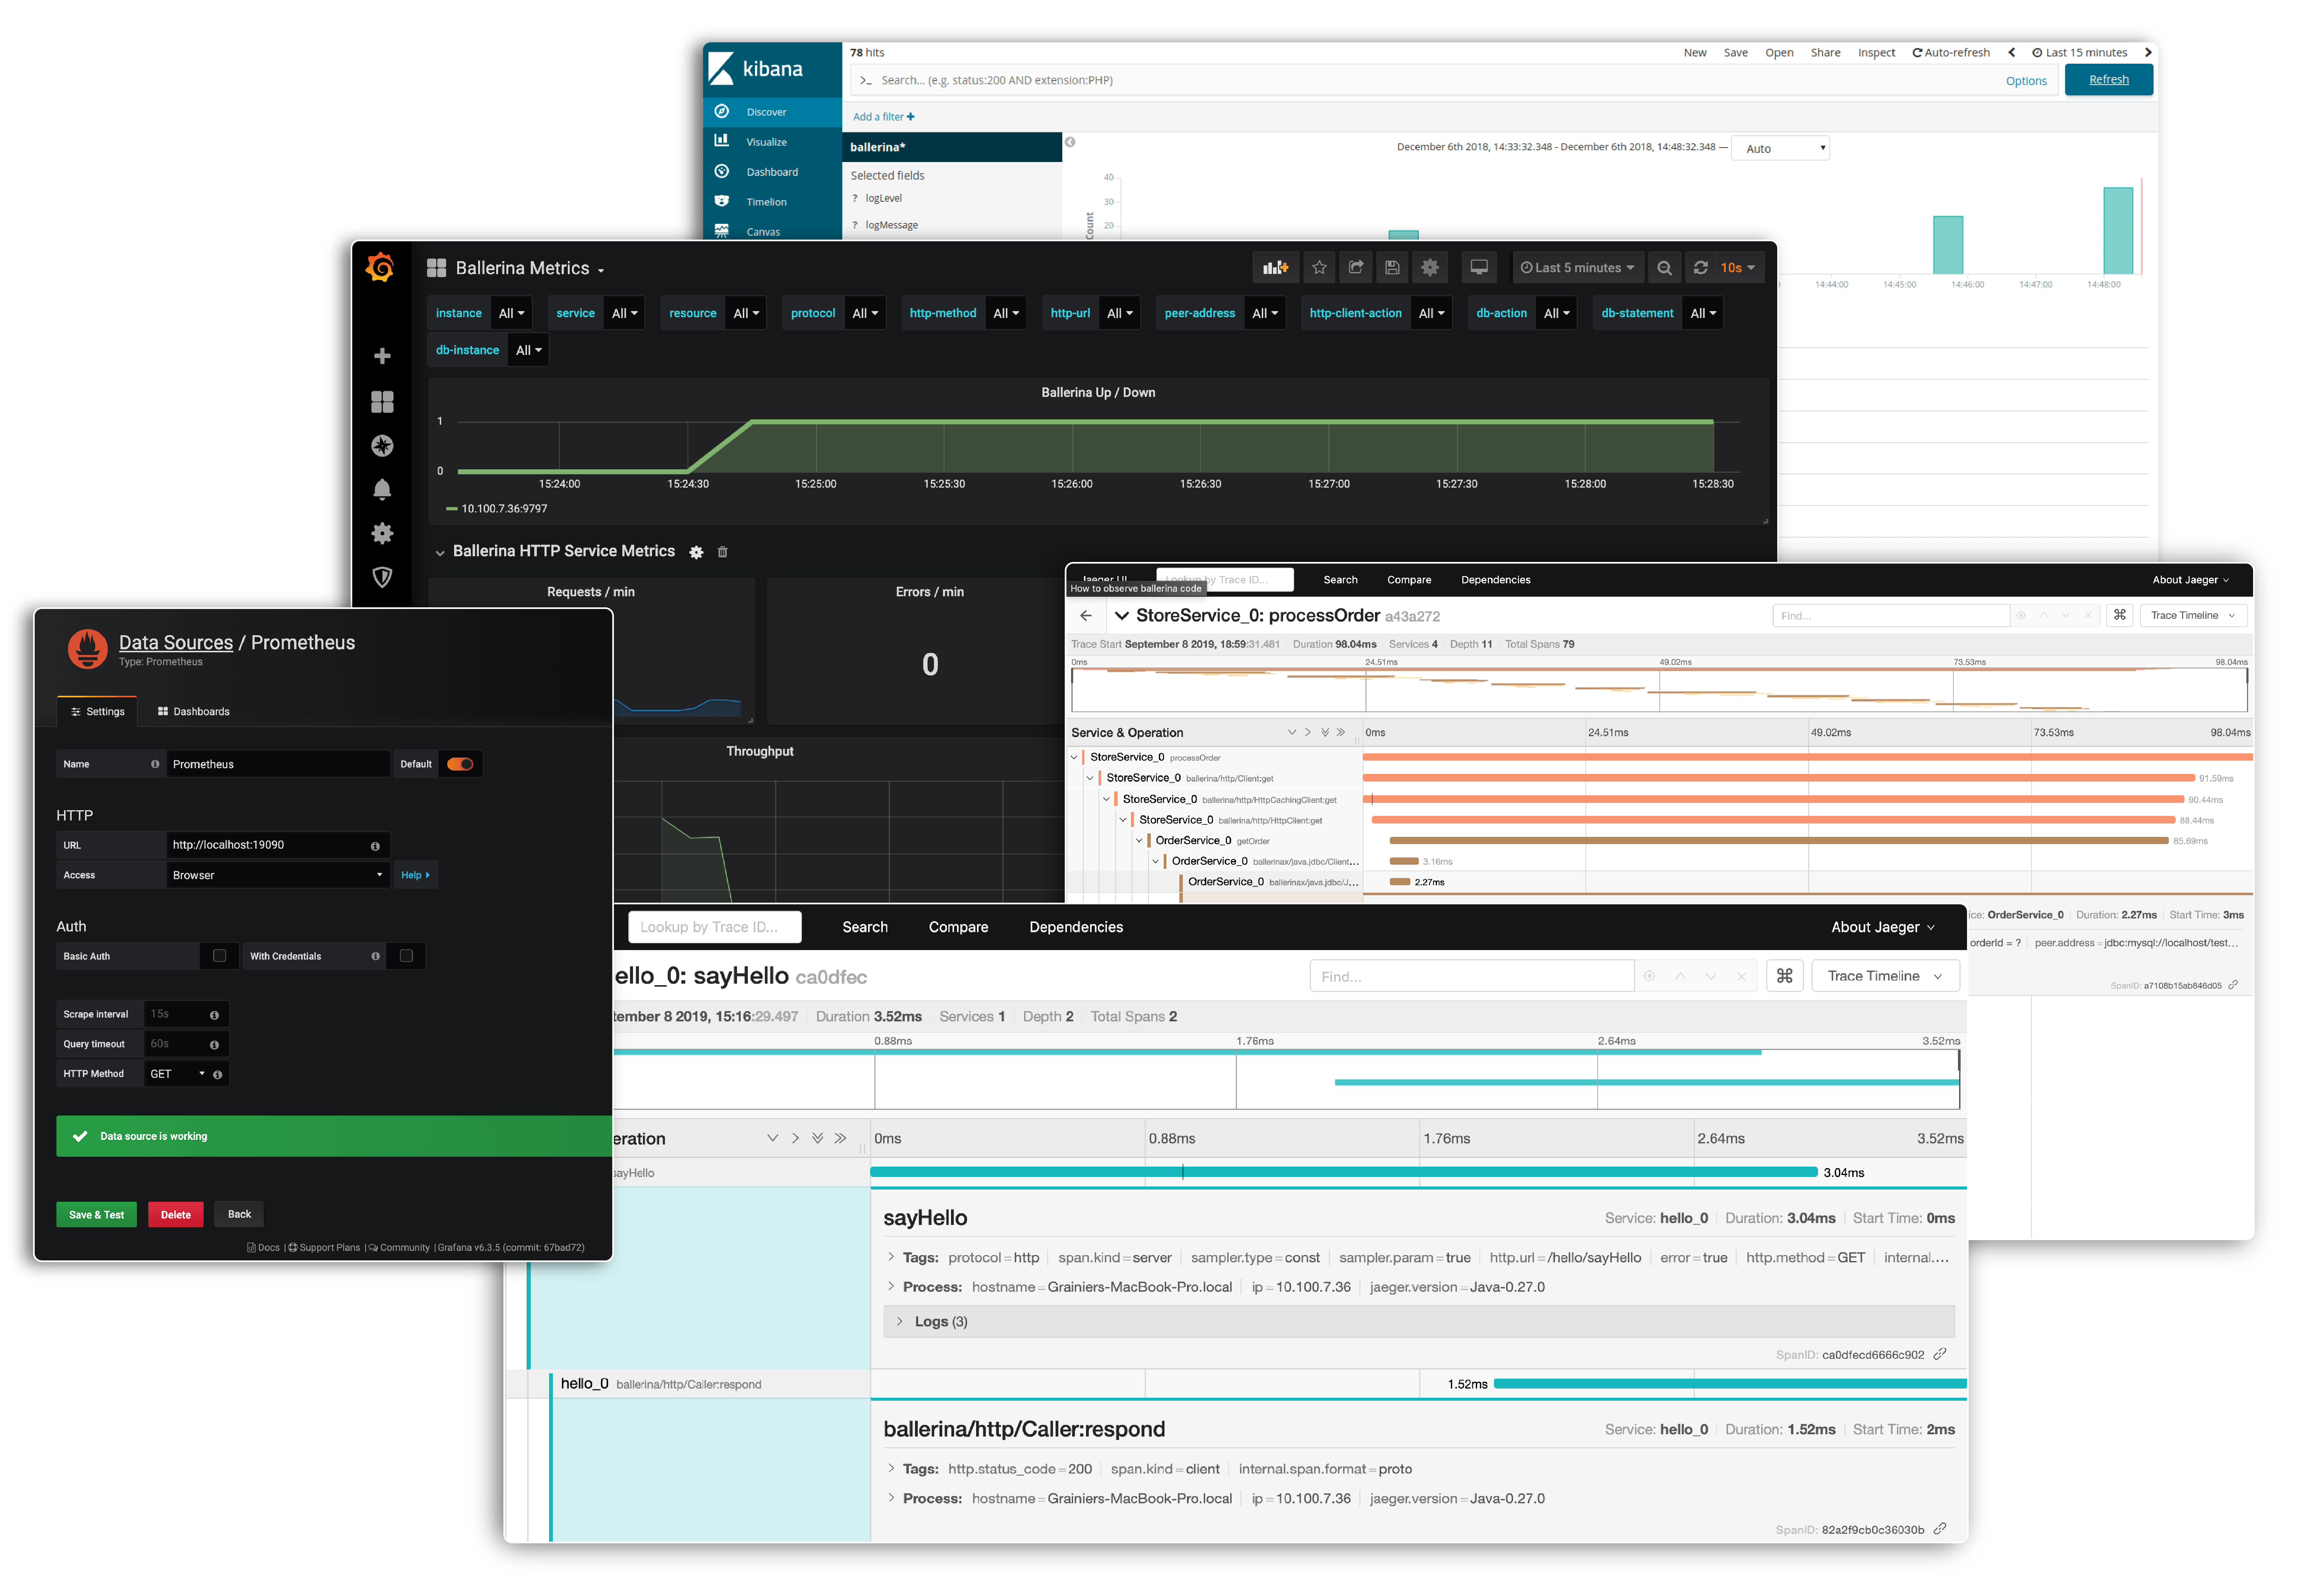 kibana
78 hits
New Save Open Share Inspect Auto-refresh Last 15 minutes
>_ Search... (e.g. status:200 AND extension:PHP)
Options Refresh
Add a filter +
Discover
Visualize
Dashboard
Timelion
Canvas
ballerina*
Selected fields
? logLevel
? logMessage
December 6th 2018, 14:33:32.348 - December 6th 2018, 14:48:32.348 — Auto
40
30
20
Count
14:44:00 14:45:00 14:46:00 14:47:00 14:48:00
Ballerina Metrics
Last 5 minutes 10s
instance All service All resource All protocol All http-method All http-url All peer-address All http-client-action All db-action All db-statement All
db-instance All
Ballerina Up / Down
1
0
15:24:00 15:24:30 15:25:00 15:25:30 15:26:00 15:26:30 15:27:00 15:27:30 15:28:00 15:28:30
10.100.7.36:9797
Ballerina HTTP Service Metrics
Requests / min
Errors / min
0
Throughput
Jaeger UI Lookup by Trace ID... Search Compare Dependencies About Jaeger
How to observe ballerina code
StoreService_0: processOrder a43a272
Find... Trace Timeline
Trace Start September 8 2019, 18:59:31.481 Duration 98.04ms Services 4 Depth 11 Total Spans 79
0ms 24.51ms 49.02ms 73.53ms 98.04ms
Service & Operation 0ms 24.51ms 49.02ms 73.53ms 98.04ms
StoreService_0 processOrder
StoreService_0 ballerina/http/Client:get 91.59ms
StoreService_0 ballerina/http/HttpCachingClient:get 90.44ms
StoreService_0 ballerina/http/HttpClient:get 88.44ms
OrderService_0 getOrder 85.69ms
OrderService_0 ballerinax/java.jdbc/Client... 3.16ms
OrderService_0 ballerinax/java.jdbc/J... 2.27ms
ice: OrderService_0 Duration: 2.27ms Start Time: 3ms
orderId = ? peer.address = jdbc:mysql://localhost/test...
SpanID: a7108b15ab846d05
Data Sources / Prometheus
Type: Prometheus
Settings Dashboards
Name Prometheus Default
HTTP
URL http://localhost:19090
Access Browser Help
Auth
Basic Auth With Credentials
Scrape interval 15s
Query timeout 60s
HTTP Method GET
Data source is working
Save & Test Delete Back
Docs | Support Plans | Community | Grafana v6.3.5 (commit: 67bad72)
Lookup by Trace ID... Search Compare Dependencies About Jaeger
ello_0: sayHello ca0dfec
Find... ⌘ Trace Timeline
tember 8 2019, 15:16:29.497 Duration 3.52ms Services 1 Depth 2 Total Spans 2
0.88ms 1.76ms 2.64ms 3.52ms
eration 0ms 0.88ms 1.76ms 2.64ms 3.52ms
sayHello 3.04ms
sayHello Service: hello_0 Duration: 3.04ms Start Time: 0ms
Tags: protocol = http span.kind = server sampler.type = const sampler.param = true http.url = /hello/sayHello error = true http.method = GET internal....
Process: hostname = Grainiers-MacBook-Pro.local ip = 10.100.7.36 jaeger.version = Java-0.27.0
Logs (3)
SpanID: ca0dfecd6666c902
hello_0 ballerina/http/Caller:respond 1.52ms
ballerina/http/Caller:respond Service: hello_0 Duration: 1.52ms Start Time: 2ms
Tags: http.status_code = 200 span.kind = client internal.span.format = proto
Process: hostname = Grainiers-MacBook-Pro.local ip = 10.100.7.36 jaeger.version = Java-0.27.0
SpanID: 82a2f9cb0c36030b